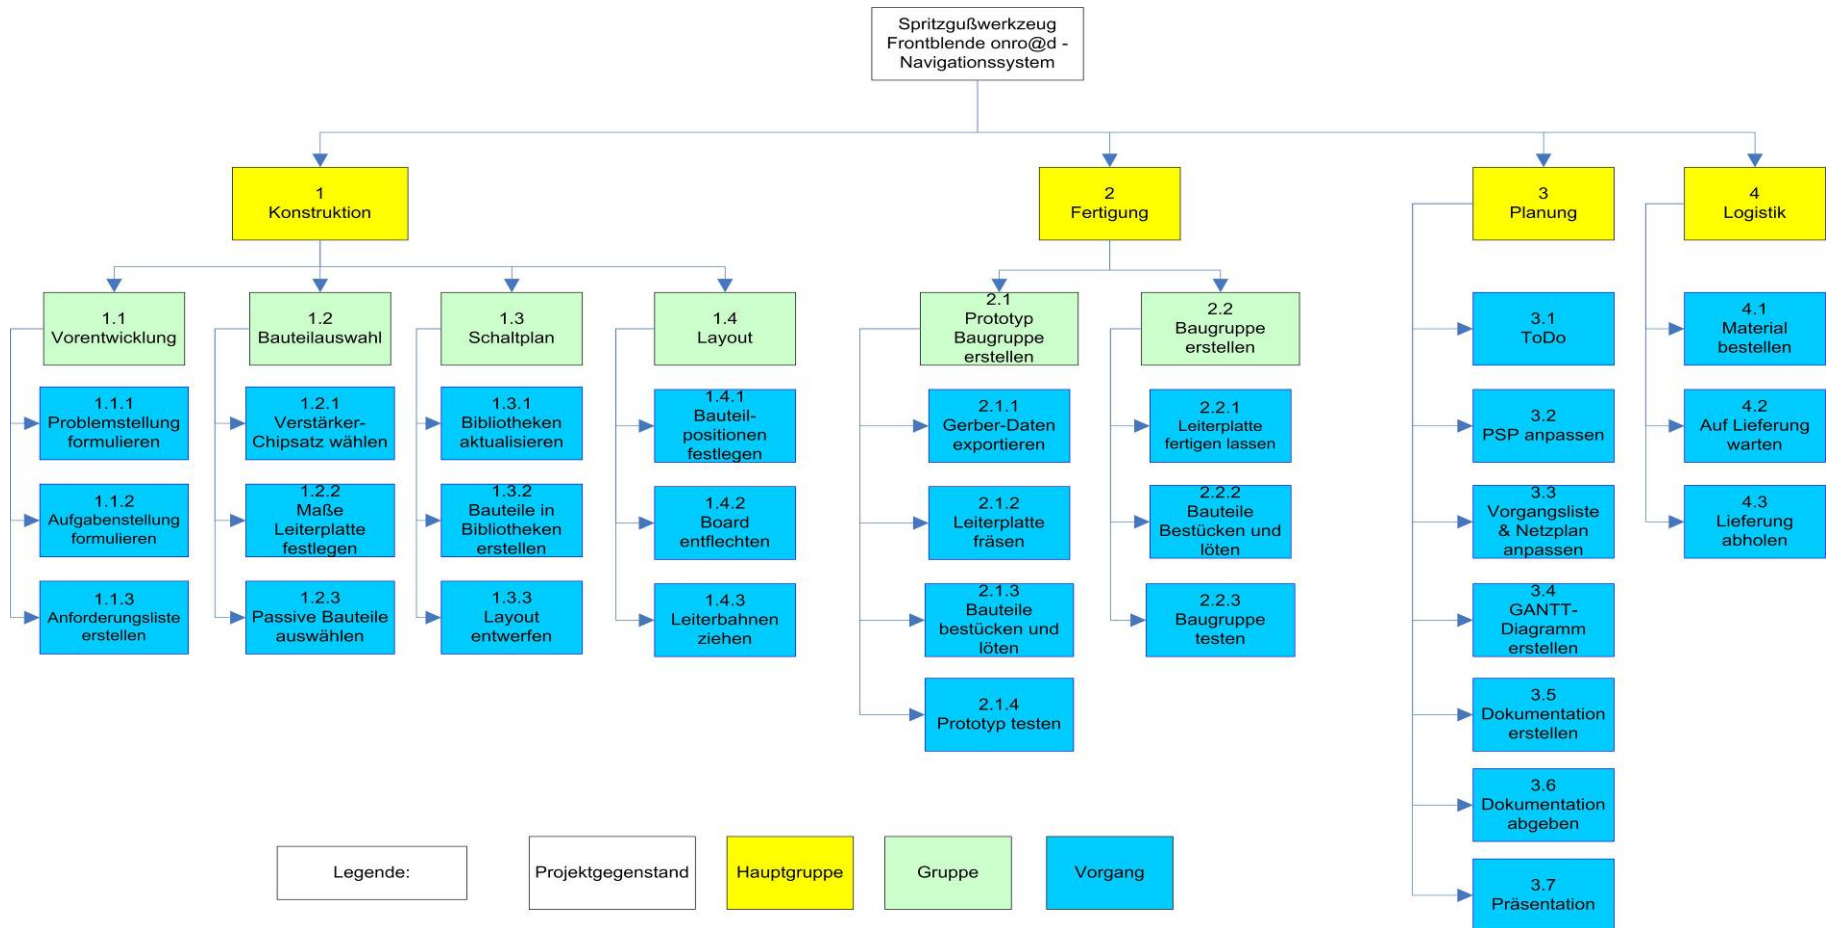 Spritzgußwerkzeug
Frontblende onro@d -
Navigationssystem
1
Konstruktion
2
Fertigung
3
Planung
4
Logistik
1.1
Vorentwicklung
1.2
Bauteilauswahl
1.3
Schaltplan
1.4
Layout
2.1
Prototyp
Baugruppe
erstellen
2.2
Baugruppe
erstellen
3.1
ToDo
4.1
Material
bestellen
1.1.1
Problemstellung
formulieren
1.2.1
Verstärker-
Chipsatz wählen
1.3.1
Bibliotheken
aktualisieren
1.4.1
Bauteil-
positionen
festlegen
2.1.1
Gerber-Daten
exportieren
2.2.1
Leiterplatte
fertigen lassen
3.2
PSP anpassen
4.2
Auf Lieferung
warten
1.1.2
Aufgabenstellung
formulieren
1.2.2
Maße
Leiterplatte
festlegen
1.3.2
Bauteile in
Bibliotheken
erstellen
1.4.2
Board
entflechten
2.1.2
Leiterplatte
fräsen
2.2.2
Bauteile
Bestücken und
löten
3.3
Vorgangsliste
& Netzplan
anpassen
4.3
Lieferung
abholen
1.1.3
Anforderungsliste
erstellen
1.2.3
Passive Bauteile
auswählen
1.3.3
Layout
entwerfen
1.4.3
Leiterbahnen
ziehen
2.1.3
Bauteile
bestücken und
löten
2.2.3
Baugruppe
testen
3.4
GANTT-
Diagramm
erstellen
2.1.4
Prototyp testen
3.5
Dokumentation
erstellen
3.6
Dokumentation
abgeben
3.7
Präsentation
Legende:
Projektgegenstand
Hauptgruppe
Gruppe
Vorgang